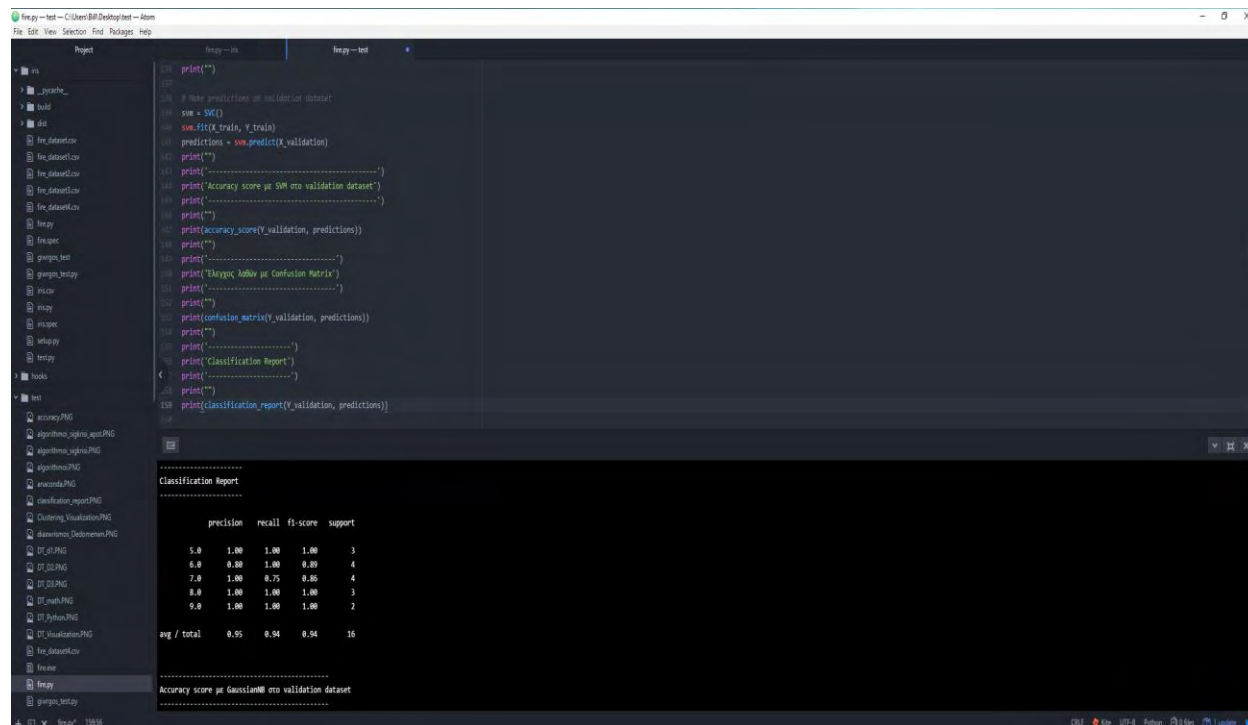 fire.py — test — C:\Users\Bill\Desktop\test — Atom
File Edit View Selection Find Packages Help
Project
fire.py — iris
fire.py — test
iris
__pycache__
build
dist
fire_dataset.csv
fire_dataset1.csv
fire_dataset2.csv
fire_dataset3.csv
fire_dataset4.csv
fire.py
fire.spec
giwrgos_test
giwrgos_test.py
iris.csv
iris.py
iris.spec
setup.py
test.py
hooks
test
accuracy.PNG
algorithmoi_sigkrisi_apot.PNG
algorithmoi_sigkrisi.PNG
algorithmoi.PNG
anaconda.PNG
classification_report.PNG
Clustering_Visualization.PNG
diaxwrismos_Dedomenwn.PNG
DT_d1.PNG
DT_D2.PNG
DT_D3.PNG
DT_math.PNG
DT_Python.PNG
DT_Visualization.PNG
fire_dataset4.csv
fire.exe
fire.py
giwrgos_test.py
print("")
# Make predictions on validation dataset
svm = SVC()
svm.fit(X_train, Y_train)
predictions = svm.predict(X_validation)
print("")
print('--------------------------------------------')
print('Accuracy score με SVM στο validation dataset')
print('--------------------------------------------')
print("")
print(accuracy_score(Y_validation, predictions))
print("")
print('---------------------------------')
print('Έλεγχος λαθών με Confusion Matrix')
print('---------------------------------')
print("")
print(confusion_matrix(Y_validation, predictions))
print("")
print('----------------------')
print('Classification Report')
print('----------------------')
print("")
159 print(classification_report(Y_validation, predictions))
----------------------
Classification Report
----------------------
precision recall f1-score support
5.0 1.00 1.00 1.00 3
6.0 0.80 1.00 0.89 4
7.0 1.00 0.75 0.86 4
8.0 1.00 1.00 1.00 3
9.0 1.00 1.00 1.00 2
avg / total 0.95 0.94 0.94 16
--------------------------------------------
Accuracy score με GaussianNB στο validation dataset
--------------------------------------------
fire.py* 159:56
CRLF Kite UTF-8 Python 0 files 1 update